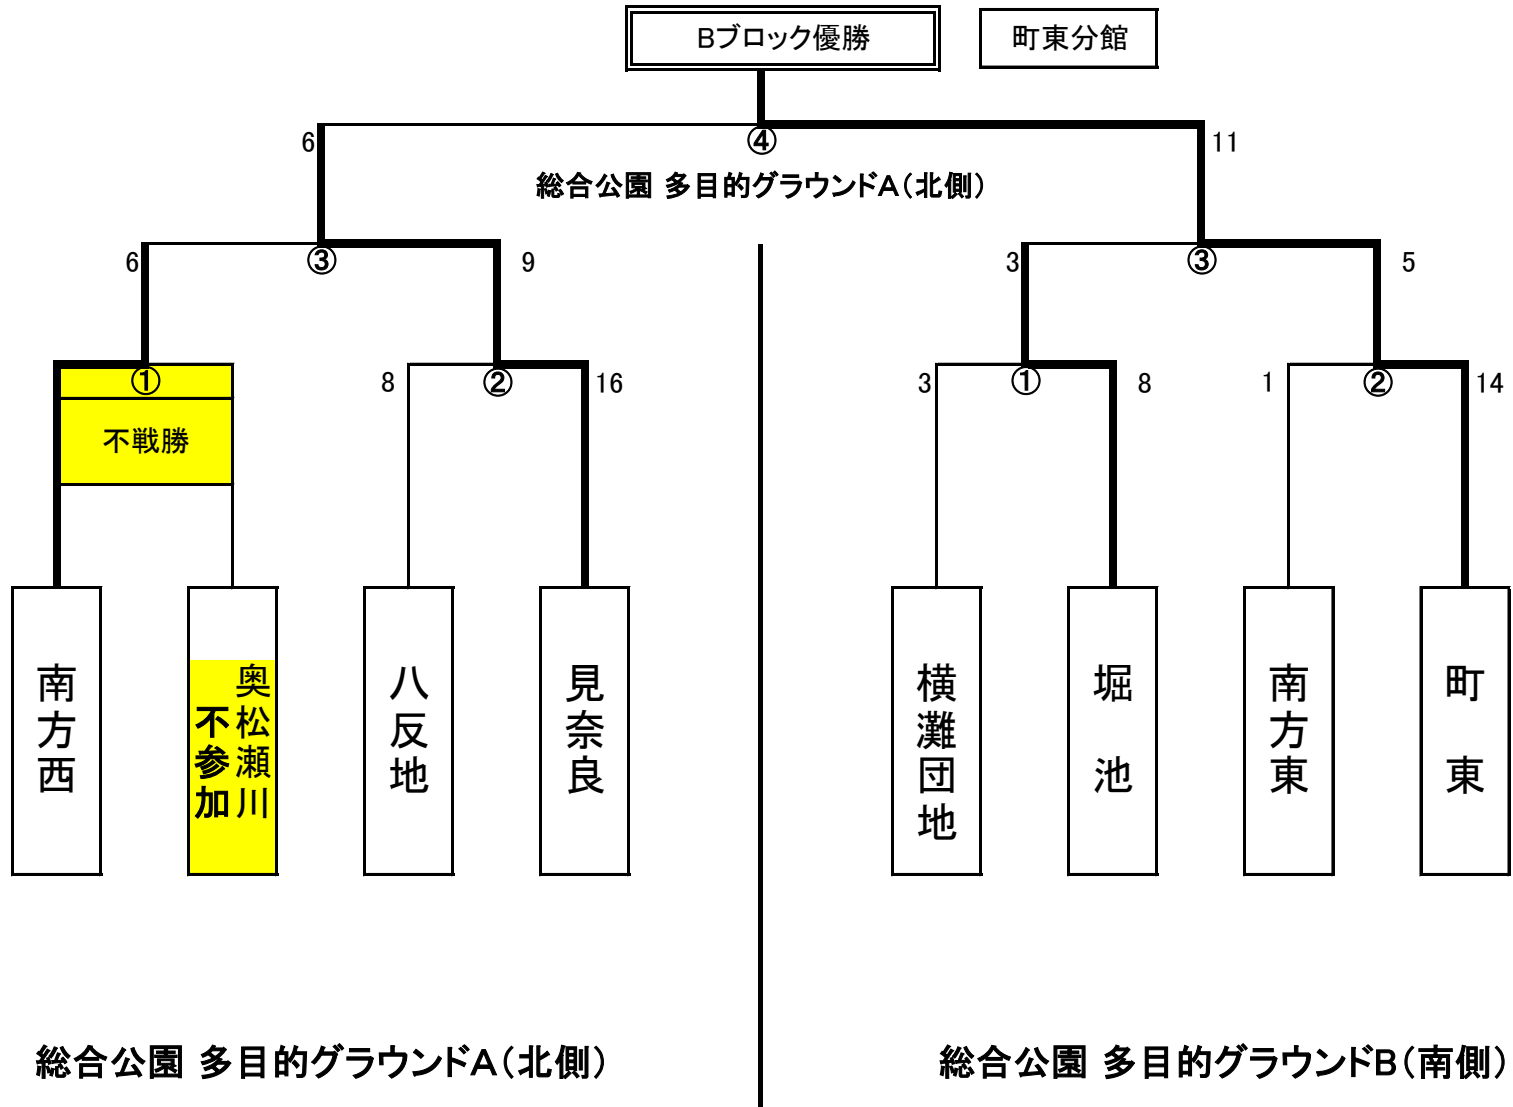 Bブロック優勝
町東分館
6
④
11
総合公園 多目的グラウンドA(北側)
6
③
9
3
③
5
①
8
②
16
3
①
8
1
②
14
不戦勝
南方西
奥松瀬川
不参加
八反地
見奈良
横灘団地
堀 池
南方東
町 東
総合公園 多目的グラウンドA(北側)
総合公園 多目的グラウンドB(南側)